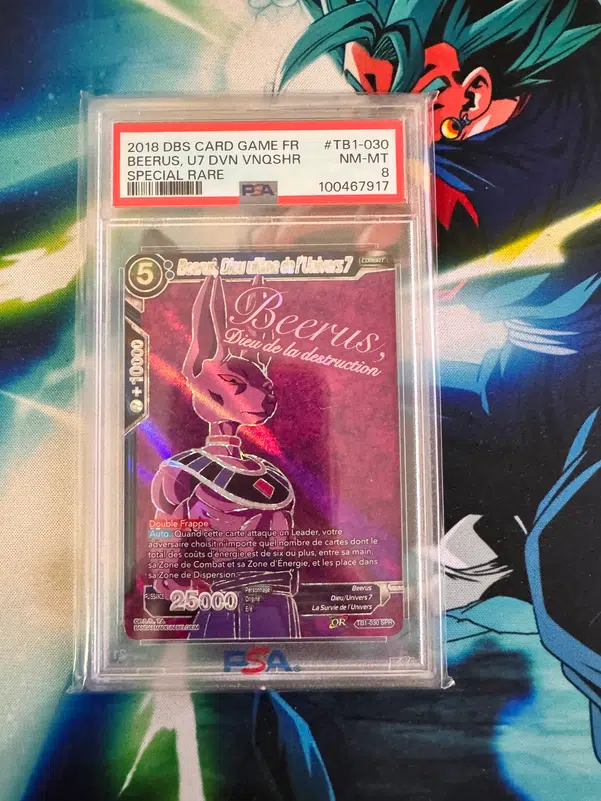 2018 DBS CARD GAME FR #TB1-030
BEERUS, U7 DVN VNQSHR NM-MT
SPECIAL RARE 8
PSA 100467917
5
Beerus, Dieu ultime de l'Univers 7 COMBAT
Beerus,
Dieu de la destruction
+10000
Double Frappe
Auto Quand cette carte attaque un Leader, votre
adversaire choisit n'importe quel nombre de cartes dont le
total des coûts d'énergie est de six ou plus, entre sa main,
sa Zone de Combat et sa Zone d'Énergie, et les place dans
sa Zone de Dispersion.
PUISSANCE 25000
Personnage Beerus
Origine Dieu/Univers 7
Ère La Survie de l'Univers
TB1-030 SPR
PSA